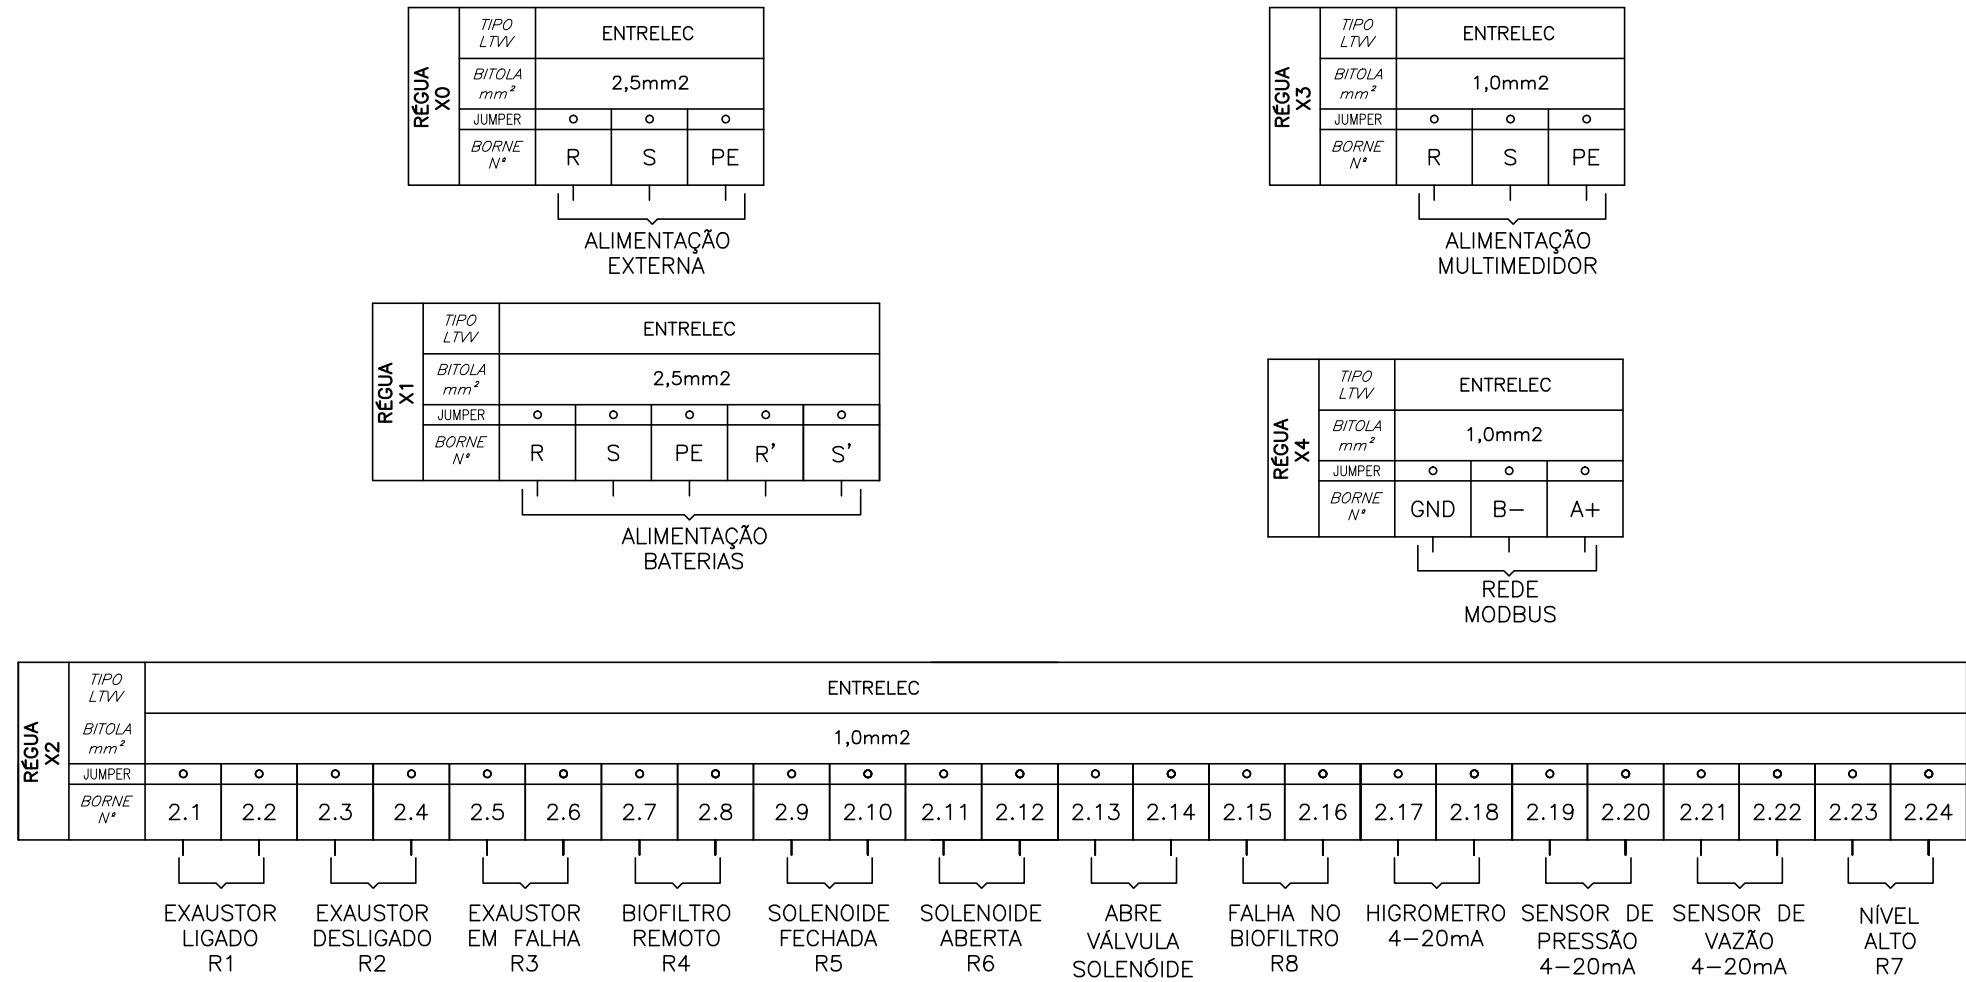 RÉGUA
X0
TIPO
LTVV
ENTRELEC
BITOLA
mm²
2,5mm2
JUMPER
BORNE
Nº
R S PE
ALIMENTAÇÃO
EXTERNA
RÉGUA
X3
TIPO
LTVV
ENTRELEC
BITOLA
mm²
1,0mm2
JUMPER
BORNE
Nº
R S PE
ALIMENTAÇÃO
MULTIMEDIDOR
RÉGUA
X1
TIPO
LTVV
ENTRELEC
BITOLA
mm²
2,5mm2
JUMPER
BORNE
Nº
R S PE R' S'
ALIMENTAÇÃO
BATERIAS
RÉGUA
X4
TIPO
LTVV
ENTRELEC
BITOLA
mm²
1,0mm2
JUMPER
BORNE
Nº
GND B− A+
REDE
MODBUS
RÉGUA
X2
TIPO
LTVV
ENTRELEC
BITOLA
mm²
1,0mm2
JUMPER
BORNE
Nº
2.1 2.2 2.3 2.4 2.5 2.6 2.7 2.8 2.9 2.10 2.11 2.12 2.13 2.14 2.15 2.16 2.17 2.18 2.19 2.20 2.21 2.22 2.23 2.24
EXAUSTOR
LIGADO
R1
EXAUSTOR
DESLIGADO
R2
EXAUSTOR
EM FALHA
R3
BIOFILTRO
REMOTO
R4
SOLENOIDE
FECHADA
R5
SOLENOIDE
ABERTA
R6
ABRE
VÁLVULA
SOLENÓIDE
FALHA NO
BIOFILTRO
R8
HIGROMETRO
4−20mA
SENSOR DE
PRESSÃO
4−20mA
SENSOR DE
VAZÃO
4−20mA
NÍVEL
ALTO
R7